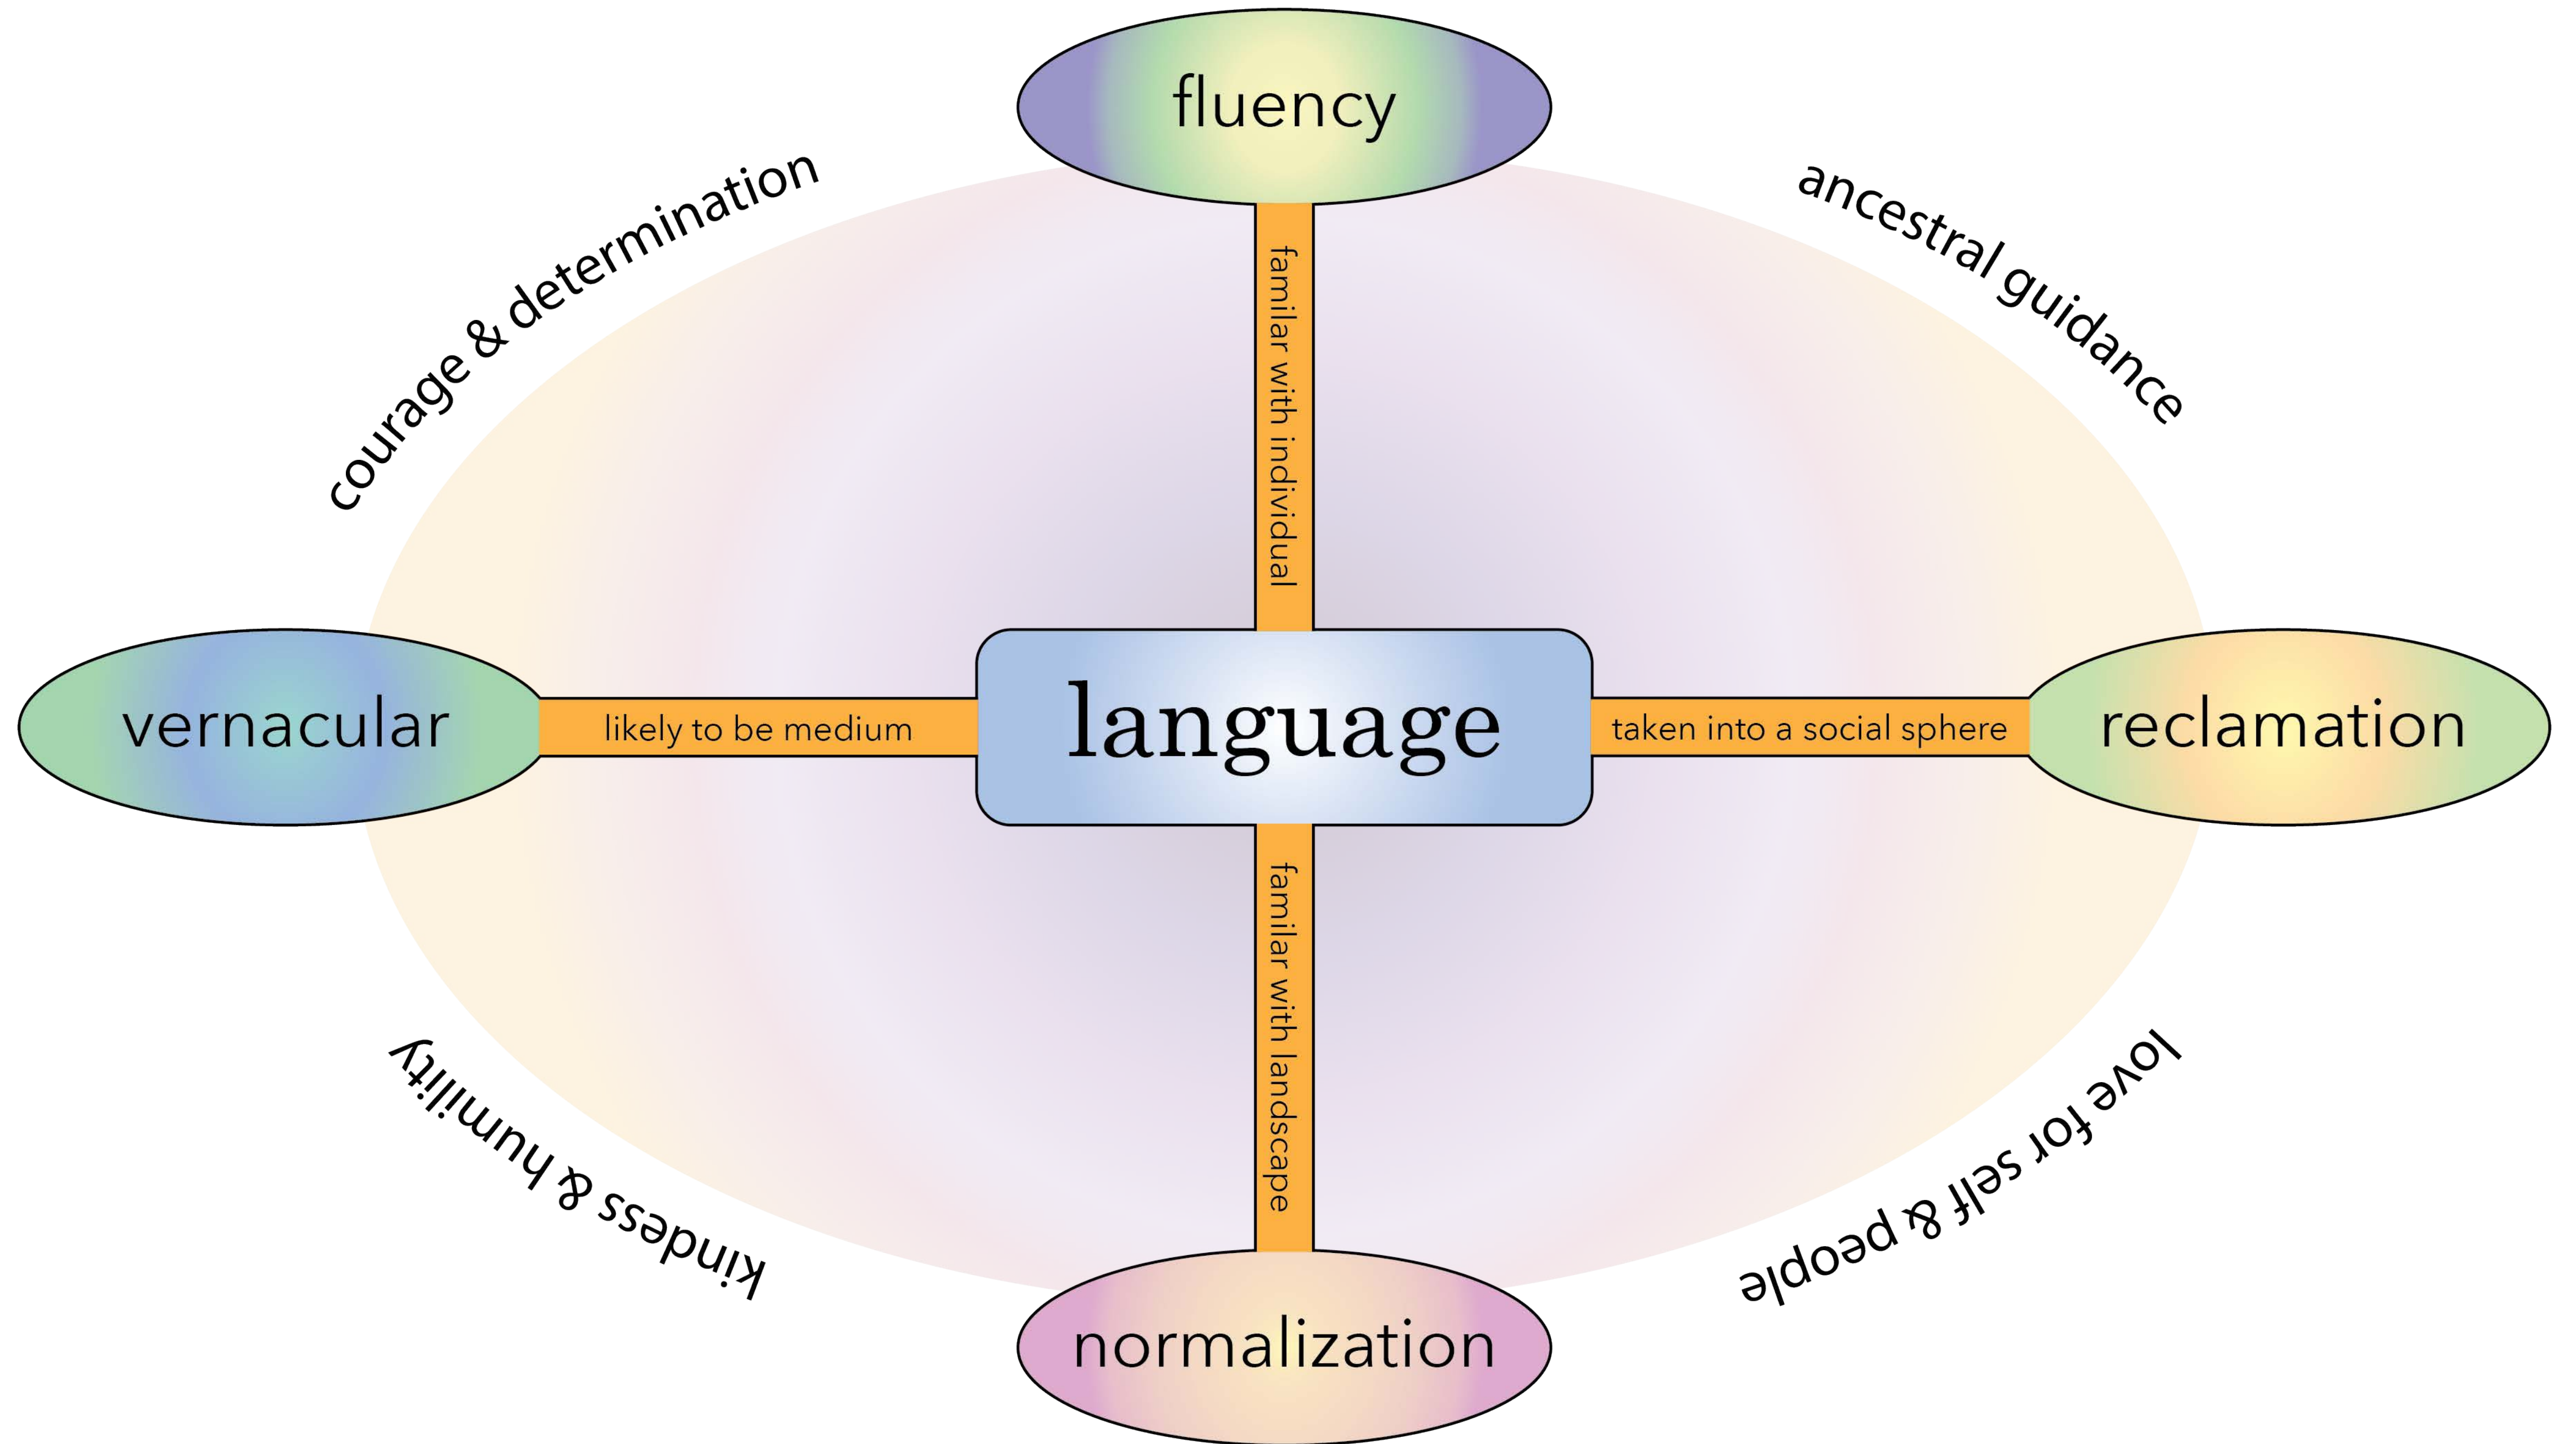 fluency
courage & determination
ancestral guidance
familar with individual
vernacular
likely to be medium
language
taken into a social sphere
reclamation
familar with landscape
kindess & humility
love for self & people
normalization